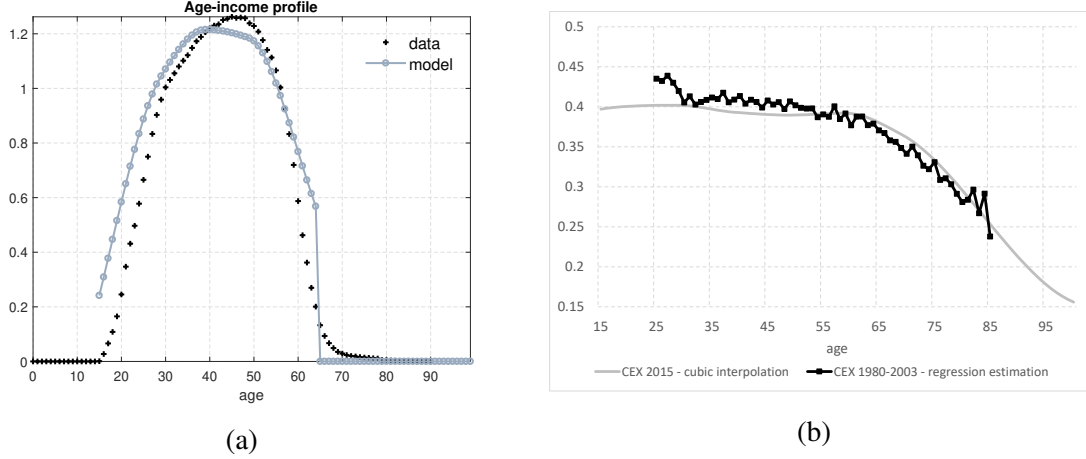 Age-income profile
data
model
1.2
1
0.8
0.6
0.4
0.2
0
0 10 20 30 40 50 60 70 80 90
age
(a)
0.5
0.45
0.4
0.35
0.3
0.25
0.2
0.15
15 25 35 45 55 65 75 85 95
age
CEX 2015 - cubic interpolation CEX 1980-2003 - regression estimation
(b)